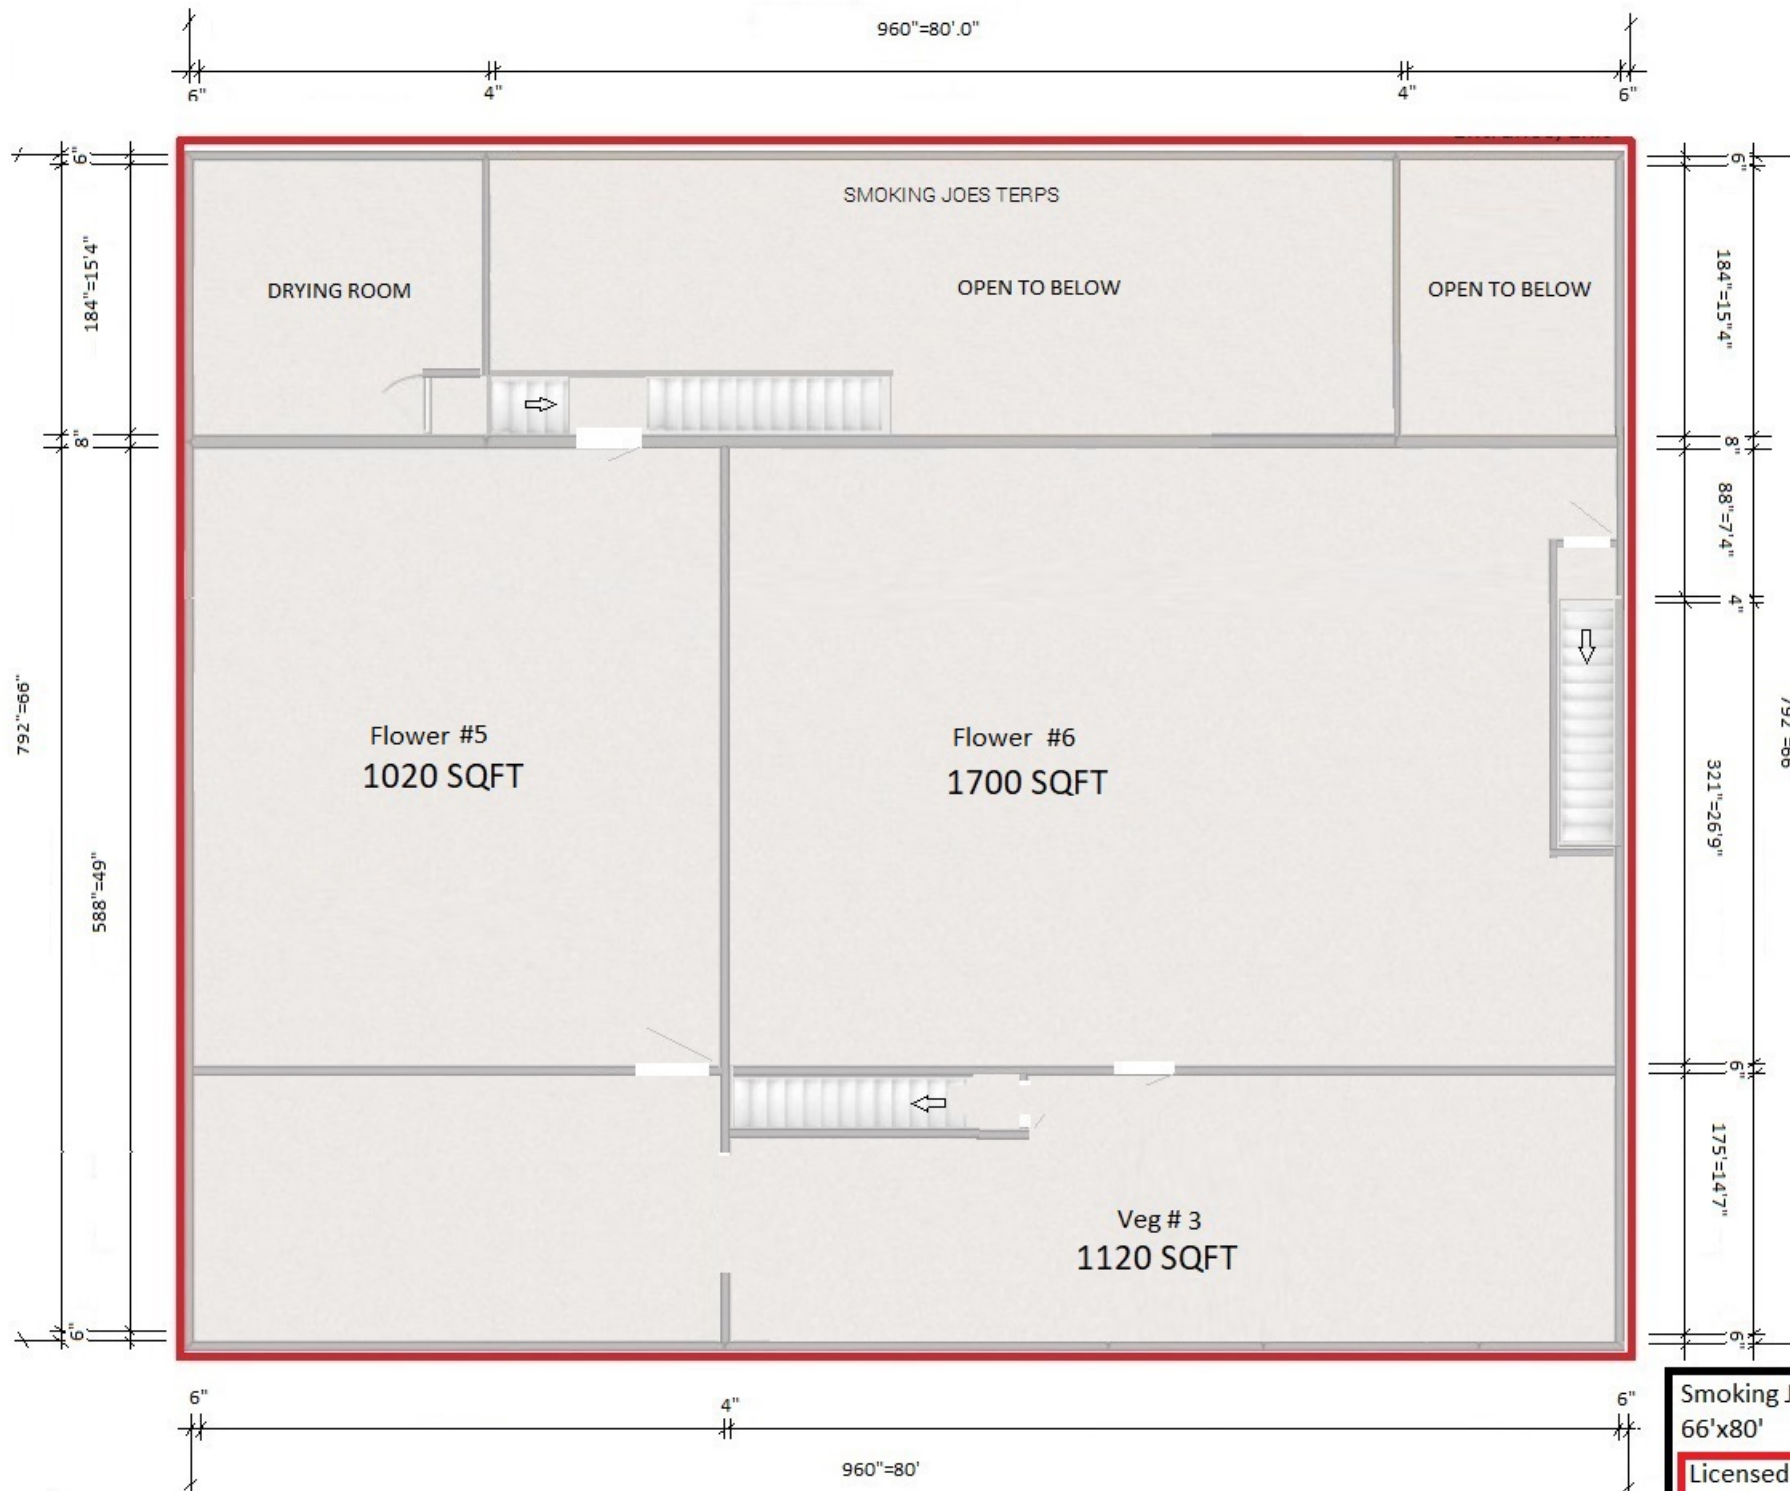 960"=80'.0"
6"
4"
4"
6"
SMOKING JOES TERPS
DRYING ROOM
OPEN TO BELOW
OPEN TO BELOW
6"
184"=15'4"
8"
792"=66"
588"=49"
6"
6"
184"=15"4"
8"
88"=7'4"
4"
321"=26'9"
6"
175'=14'7"
6"
Flower #5
1020 SQFT
Flower #6
1700 SQFT
Veg # 3
1120 SQFT
6"
4"
6"
960"=80'
Smoking J
66'x80'
Licensed